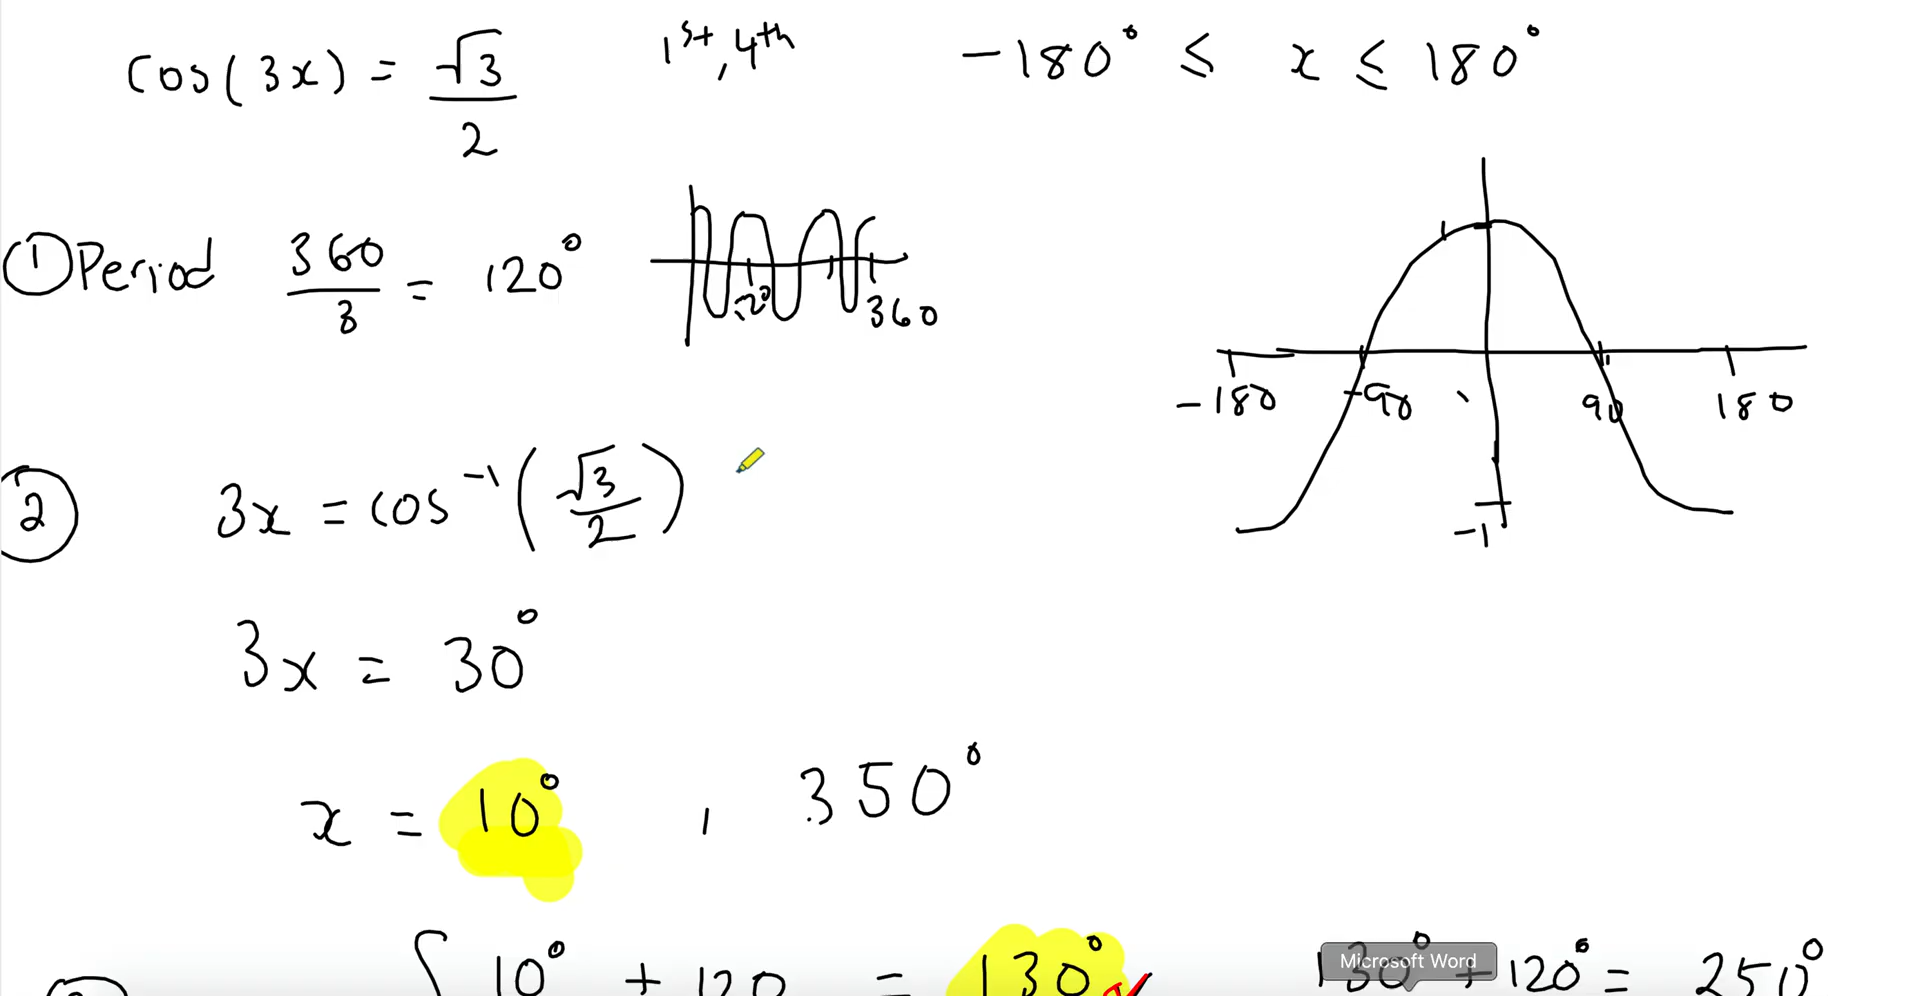 cos(3x) = √3/2 1st, 4th -180° ≤ x ≤ 180°
① Period 360/3 = 120°
360
-180 -90 90 180
1
-1
② 3x = cos⁻¹(√3/2)
3x = 30°
x = 10° , 350°
10° + 120 = 130° 130° + 120° = 250°
Microsoft Word